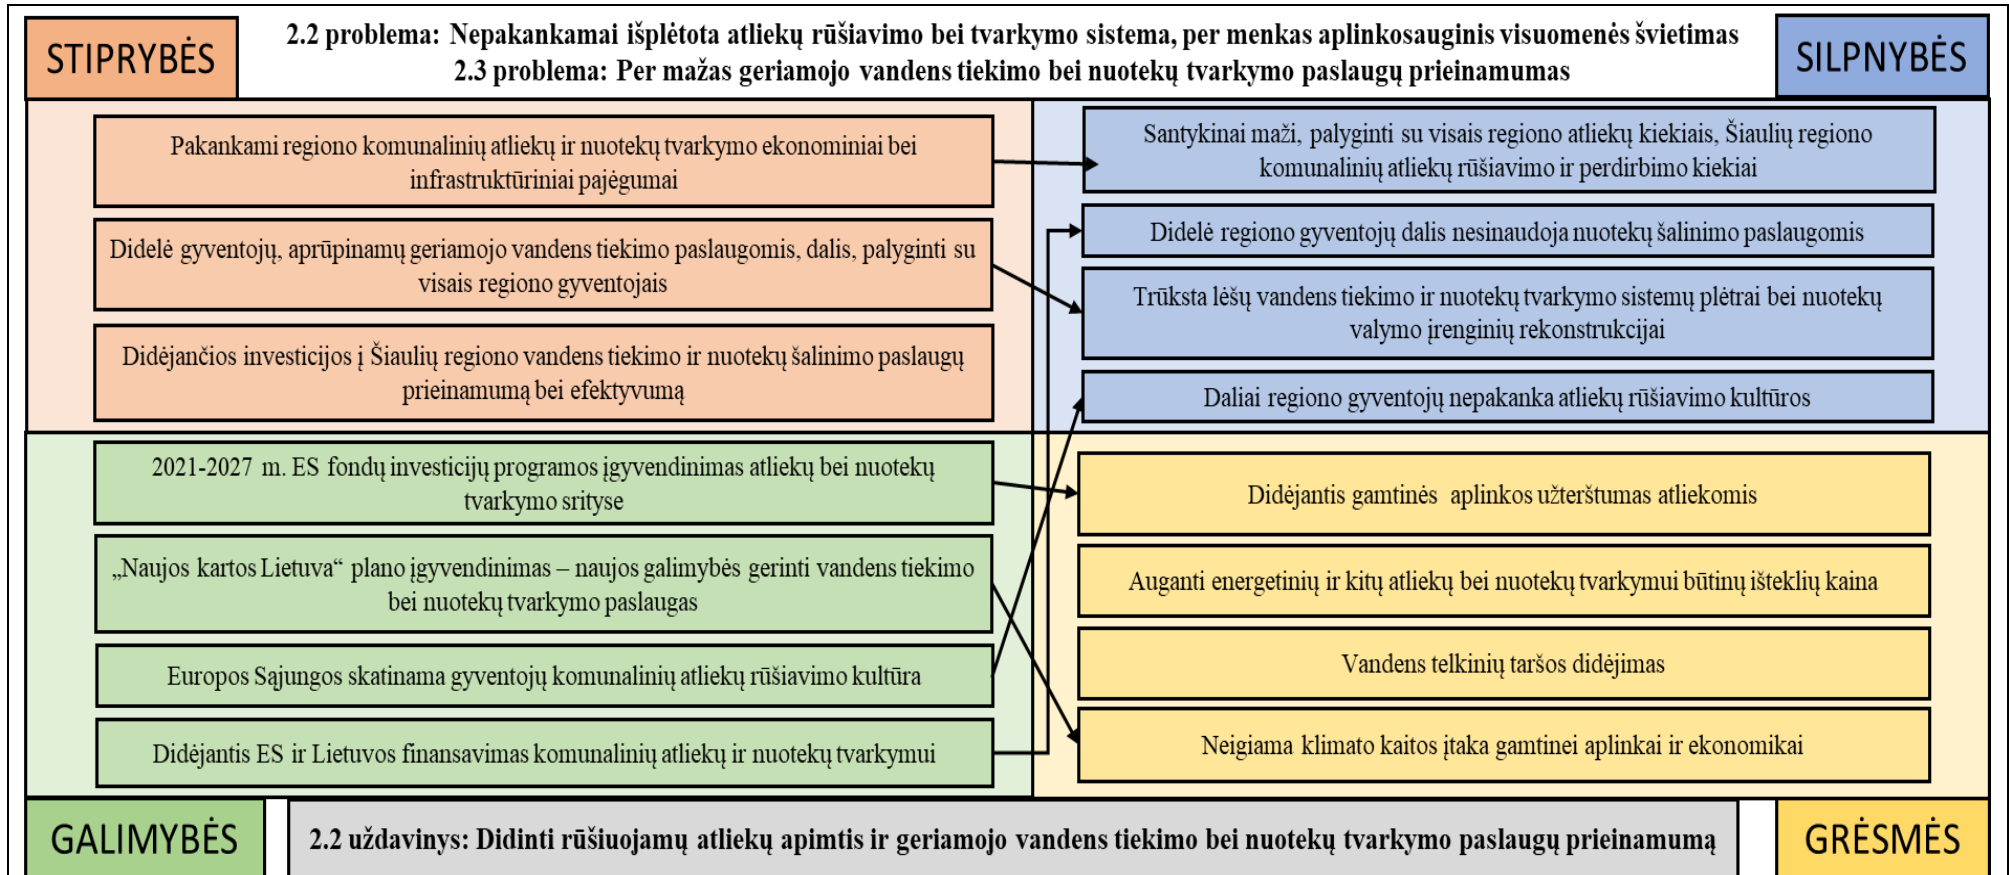 STIPRYBĖS
2.2 problema: Nepakankamai išplėtota atliekų rūšiavimo bei tvarkymo sistema, per menkas aplinkosauginis visuomenės švietimas
2.3 problema: Per mažas geriamojo vandens tiekimo bei nuotekų tvarkymo paslaugų prieinamumas
SILPNYBĖS
Pakankami regiono komunalinių atliekų ir nuotekų tvarkymo ekonominiai bei
infrastruktūriniai pajėgumai
Didelė gyventojų, aprūpinamų geriamojo vandens tiekimo paslaugomis, dalis, palyginti su
visais regiono gyventojais
Didėjančios investicijos į Šiaulių regiono vandens tiekimo ir nuotekų šalinimo paslaugų
prieinamumą bei efektyvumą
Santykinai maži, palyginti su visais regiono atliekų kiekiais, Šiaulių regiono
komunalinių atliekų rūšiavimo ir perdirbimo kiekiai
Didelė regiono gyventojų dalis nesinaudoja nuotekų šalinimo paslaugomis
Trūksta lėšų vandens tiekimo ir nuotekų tvarkymo sistemų plėtrai bei nuotekų
valymo įrenginių rekonstrukcijai
Daliai regiono gyventojų nepakanka atliekų rūšiavimo kultūros
2021-2027 m. ES fondų investicijų programos įgyvendinimas atliekų bei nuotekų
tvarkymo srityse
„Naujos kartos Lietuva“ plano įgyvendinimas – naujos galimybės gerinti vandens tiekimo
bei nuotekų tvarkymo paslaugas
Europos Sąjungos skatinama gyventojų komunalinių atliekų rūšiavimo kultūra
Didėjantis ES ir Lietuvos finansavimas komunalinių atliekų ir nuotekų tvarkymui
Didėjantis gamtinės aplinkos užterštumas atliekomis
Auganti energetinių ir kitų atliekų bei nuotekų tvarkymui būtinų išteklių kaina
Vandens telkinių taršos didėjimas
Neigiama klimato kaitos įtaka gamtinei aplinkai ir ekonomikai
GALIMYBĖS
2.2 uždavinys: Didinti rūšiuojamų atliekų apimtis ir geriamojo vandens tiekimo bei nuotekų tvarkymo paslaugų prieinamumą
GRĖSMĖS